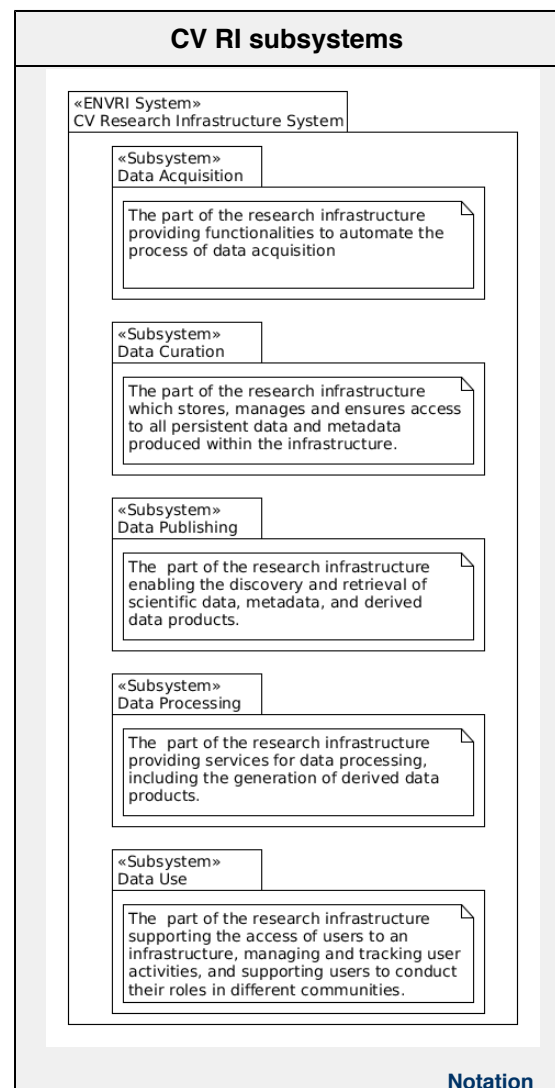 CV RI subsystems
«ENVRI System»
CV Research Infrastructure System
«Subsystem»
Data Acquisition
The part of the research infrastructure
providing functionalities to automate the
process of data acquisition
«Subsystem»
Data Curation
The part of the research infrastructure
which stores, manages and ensures access
to all persistent data and metadata
produced within the infrastructure.
«Subsystem»
Data Publishing
The  part of the research infrastructure
enabling the discovery and retrieval of
scientific data, metadata, and derived
data products.
«Subsystem»
Data Processing
The  part of the research infrastructure
providing services for data processing,
including the generation of derived data
products.
«Subsystem»
Data Use
The  part of the research infrastructure
supporting the access of users to an
infrastructure, managing and tracking user
activities, and supporting users to conduct
their roles in different communities.
Notation